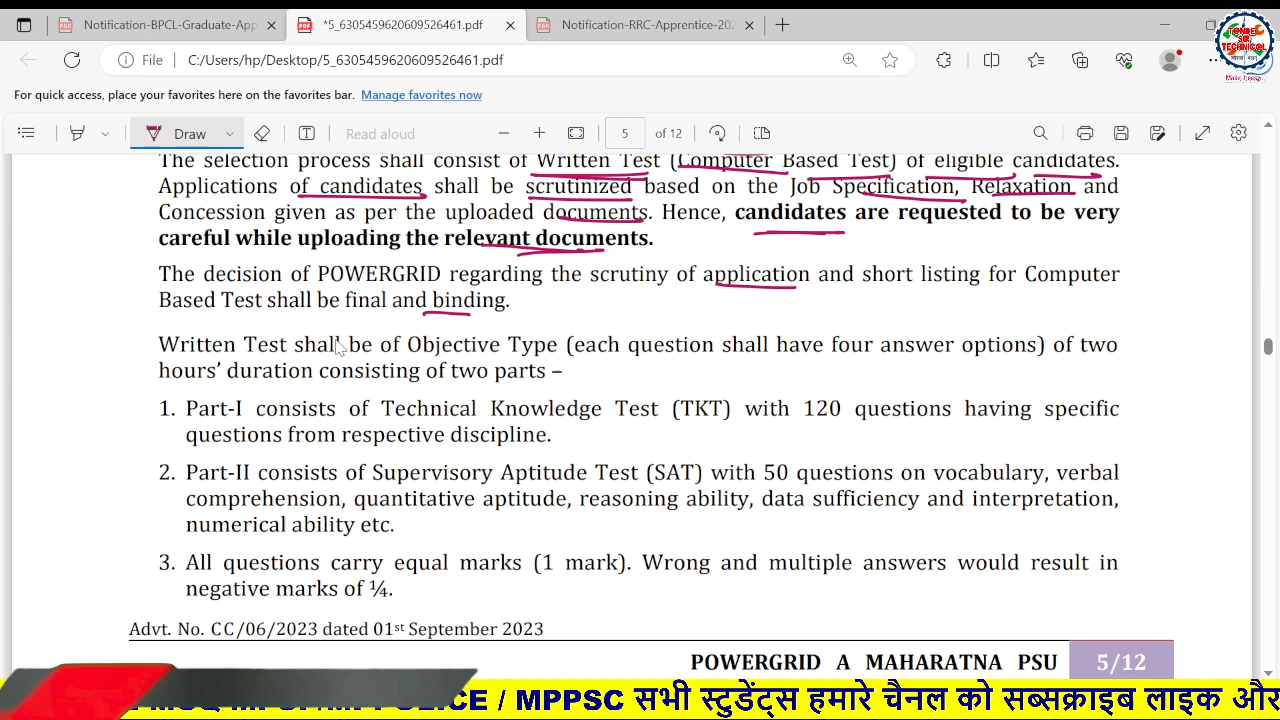 Notification-BPCL-Graduate-App
*5_6305459620609526461.pdf
Notification-RRC-Apprentice-202
File C:/Users/hp/Desktop/5_6305459620609526461.pdf
TONDE SIR TECHNICOL
For quick access, place your favorites here on the favorites bar. Manage favorites now
Draw Read aloud 5 of 12
The selection process shall consist of Written Test (Computer Based Test) of eligible candidates.
Applications of candidates shall be scrutinized based on the Job Specification, Relaxation and
Concession given as per the uploaded documents. Hence, candidates are requested to be very
careful while uploading the relevant documents.
The decision of POWERGRID regarding the scrutiny of application and short listing for Computer
Based Test shall be final and binding.
Written Test shall be of Objective Type (each question shall have four answer options) of two
hours' duration consisting of two parts –
1. Part-I consists of Technical Knowledge Test (TKT) with 120 questions having specific
questions from respective discipline.
2. Part-II consists of Supervisory Aptitude Test (SAT) with 50 questions on vocabulary, verbal
comprehension, quantitative aptitude, reasoning ability, data sufficiency and interpretation,
numerical ability etc.
3. All questions carry equal marks (1 mark). Wrong and multiple answers would result in
negative marks of ¼.
Advt. No. CC/06/2023 dated 01st September 2023
POWERGRID A MAHARATNA PSU 5/12
/ MPPSC सभी स्टुडेंट्स हमारे चैनल को सब्सक्राइब लाइक और